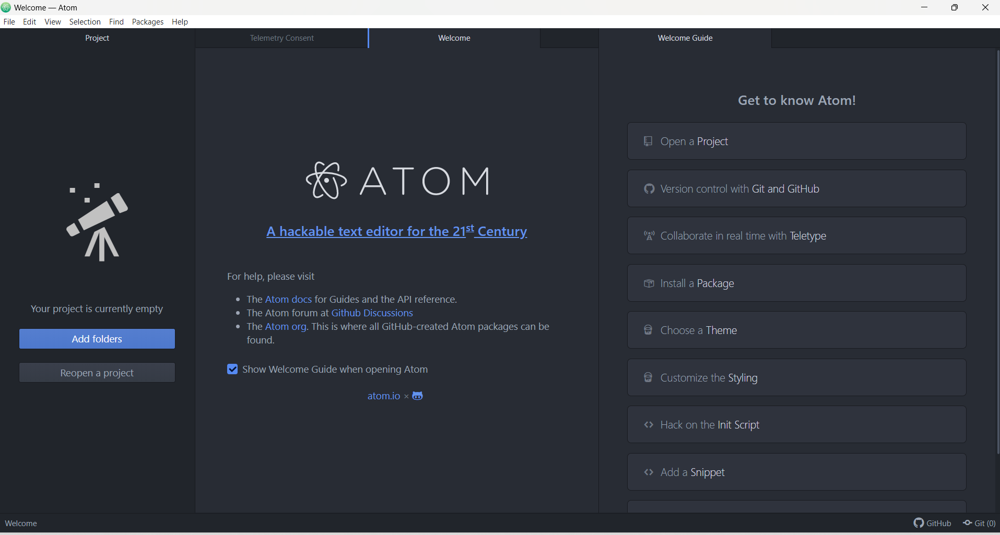 Welcome — Atom
File Edit View Selection Find Packages Help
Project
Telemetry Consent
Welcome
Welcome Guide
Your project is currently empty
Add folders
Reopen a project
ATOM
A hackable text editor for the 21st Century
For help, please visit
The Atom docs for Guides and the API reference.
The Atom forum at Github Discussions
The Atom org. This is where all GitHub-created Atom packages can be
found.
Show Welcome Guide when opening Atom
atom.io ×
Get to know Atom!
Open a Project
Version control with Git and GitHub
Collaborate in real time with Teletype
Install a Package
Choose a Theme
Customize the Styling
Hack on the Init Script
Add a Snippet
Welcome
GitHub
Git (0)